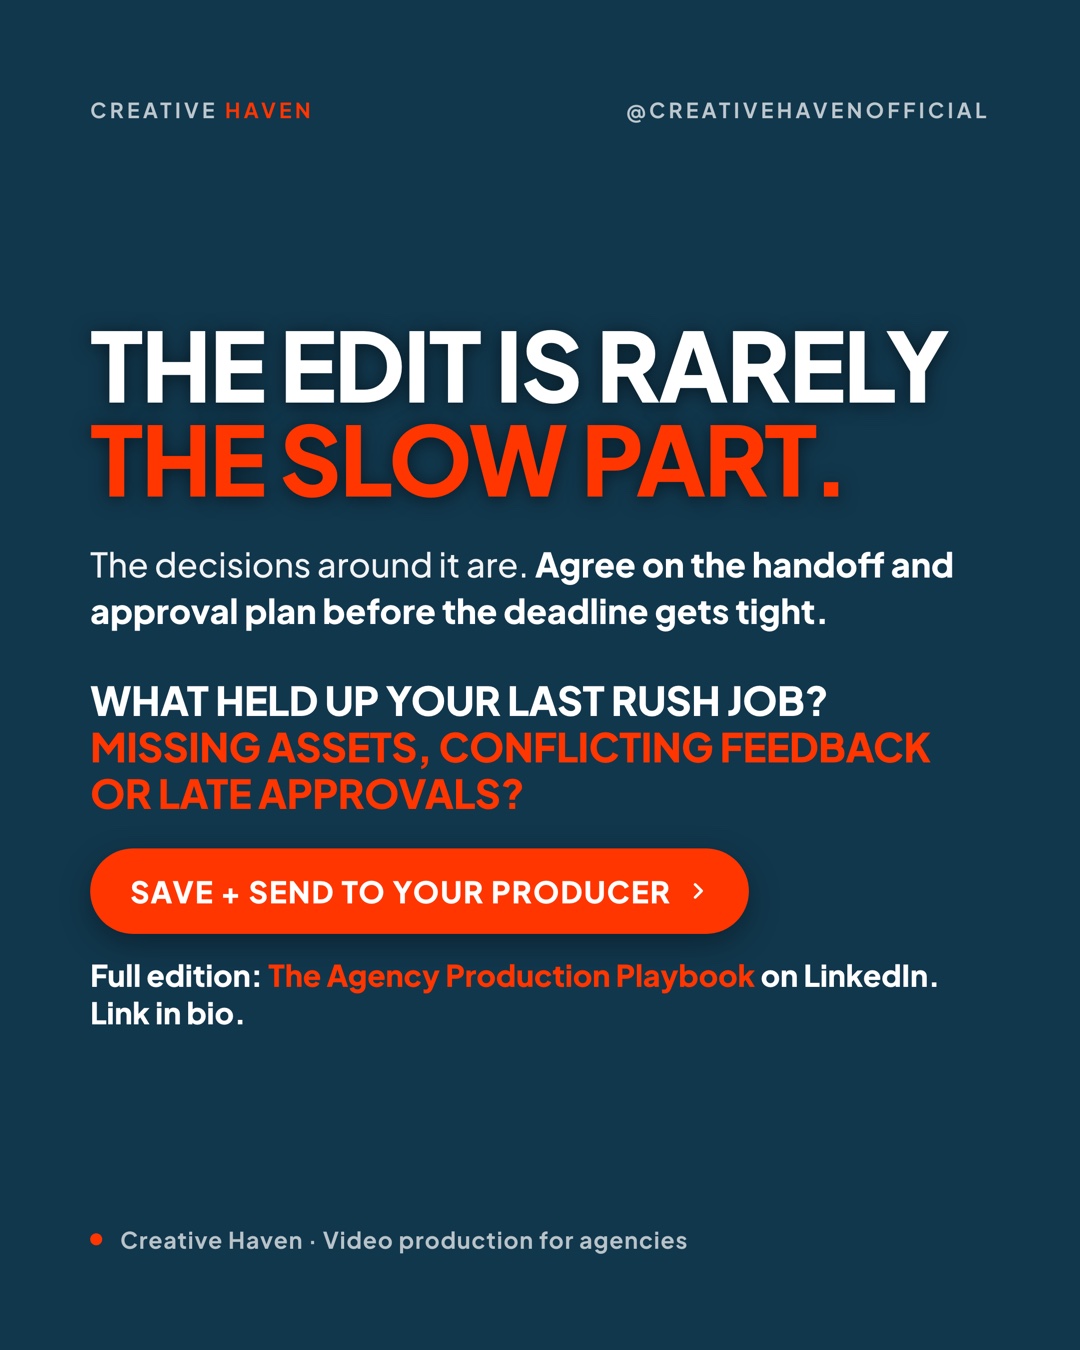 CREATIVE HAVEN
@CREATIVEHAVENOFFICIAL
THE EDIT IS RARELY
THE SLOW PART.
The decisions around it are. Agree on the handoff and
approval plan before the deadline gets tight.
WHAT HELD UP YOUR LAST RUSH JOB?
MISSING ASSETS, CONFLICTING FEEDBACK
OR LATE APPROVALS?
SAVE + SEND TO YOUR PRODUCER ›
Full edition: The Agency Production Playbook on LinkedIn.
Link in bio.
Creative Haven · Video production for agencies